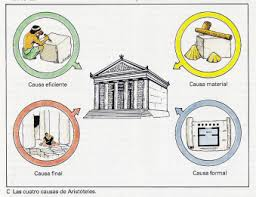 Causa eficiente
Causa material
Causa final
Causa formal
C Las cuatro causas de Aristóteles.